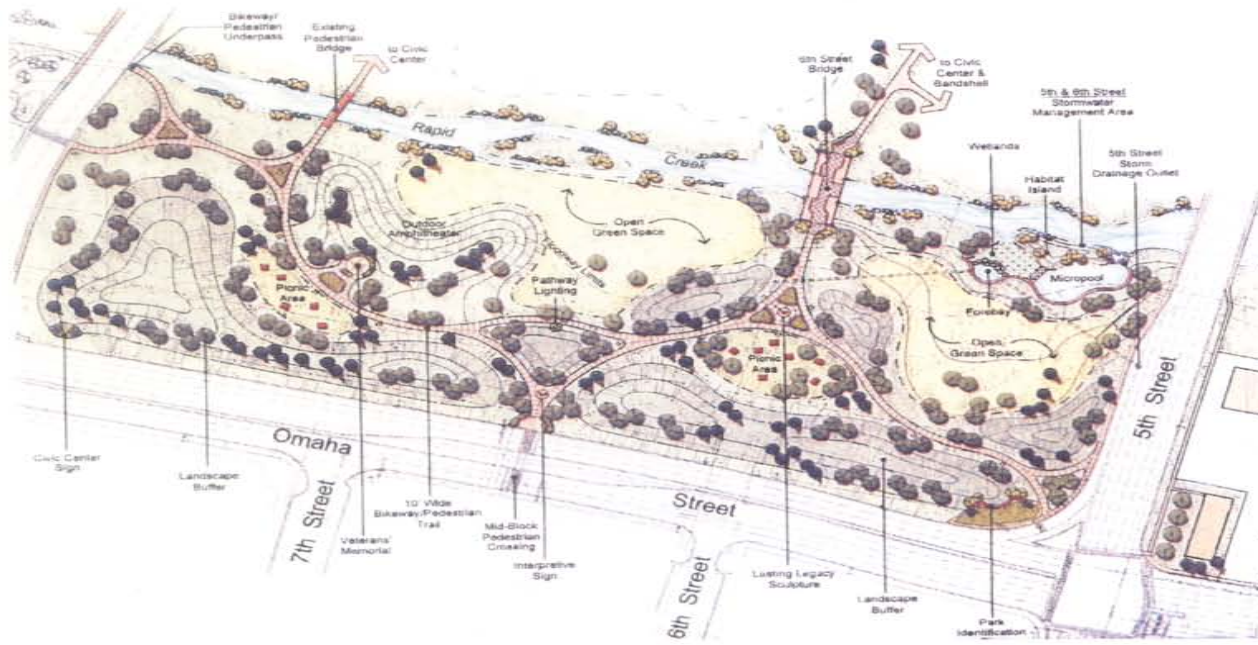 Bikeway/
Pedestrian
Underpass
Existing
Pedestrian
Bridge
to Civic
Center
6th Street
Bridge
to Civic
Center &
Bandshell
5th & 6th Street
Stormwater
Management Area
Wetlands
Habitat
Island
5th Street
Storm
Drainage Outlet
Rapid
Creek
Outdoor
Amphitheater
Open
Green Space
Floodway Limits
Pathway
Lighting
Picnic
Area
Micropool
Forebay
Open
Green Space
Picnic
Area
5th Street
Omaha
Street
Civic Center
Sign
Landscape
Buffer
7th Street
Veterans'
Memorial
10' Wide
Bikeway/Pedestrian
Trail
Mid-Block
Pedestrian
Crossing
Interpretive
Sign
6th Street
Lasting Legacy
Sculpture
Landscape
Buffer
Park
Identification